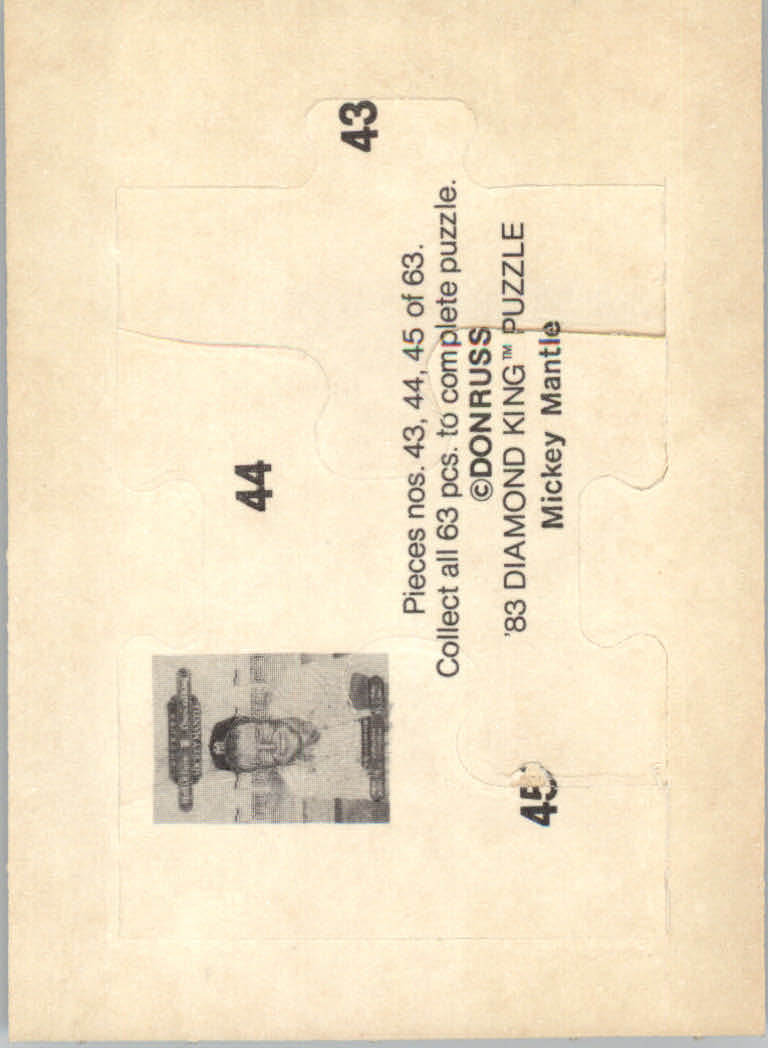 43
44
45
Pieces nos. 43, 44, 45 of 63.
Collect all 63 pcs. to complete puzzle.
©DONRUSS
'83 DIAMOND KING™ PUZZLE
Mickey Mantle